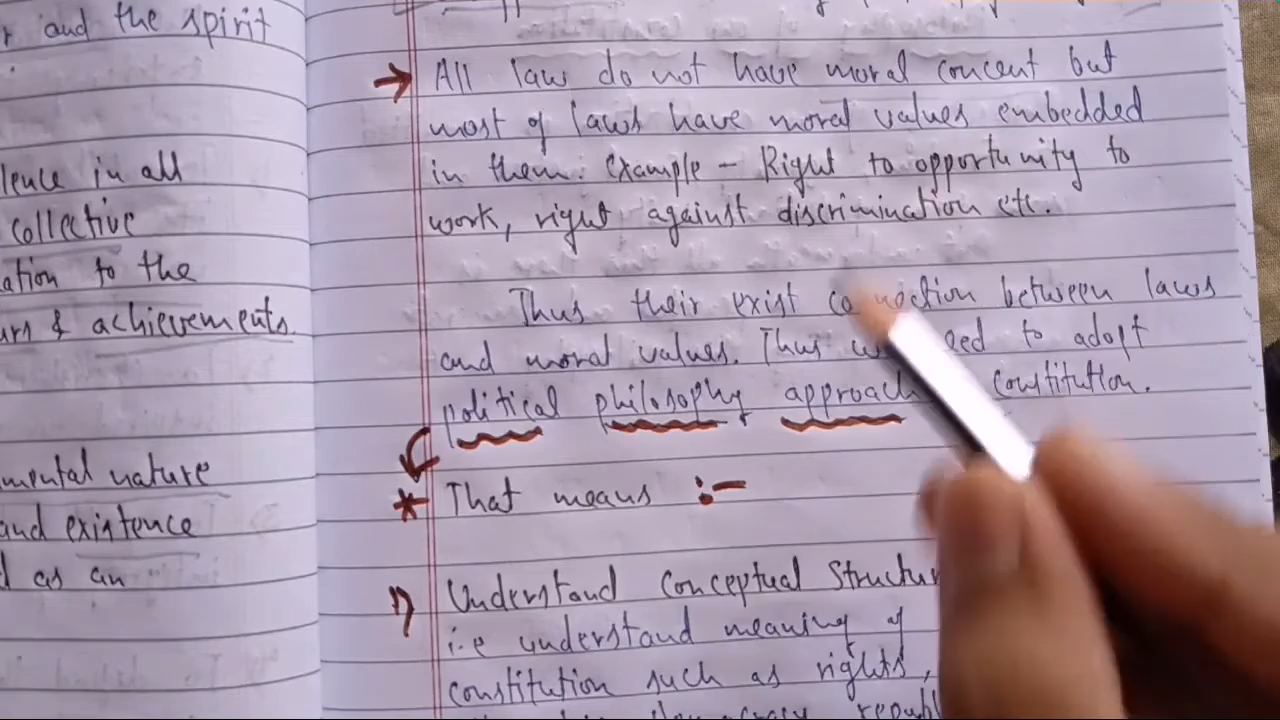 and the spirit
lence in all
collective
ation to the
urs & achievements.
mental nature
and existence
d as an
→ All law do not have moral concent but
most of laws have moral values embedded
in them. Example - Right to opportunity to
work, right against discrimination etc.
Thus their exist connection between laws
and moral values. Thus we need to adopt
political philosophy approach constitution.
* That means :-
1) Understand Conceptual Structur
i.e understand meaning of
constitution such as rights,
democracy republ